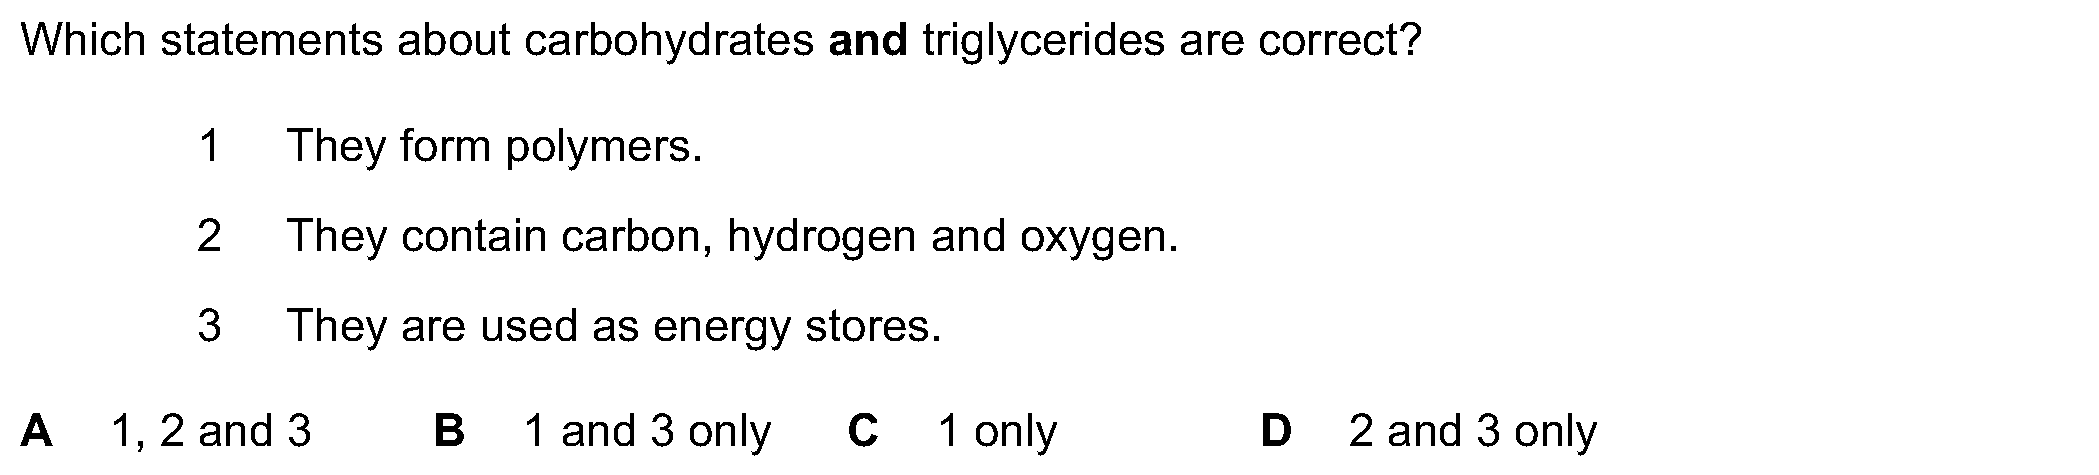 Which statements about carbohydrates and triglycerides are correct?
1 They form polymers.
2 They contain carbon, hydrogen and oxygen.
3 They are used as energy stores.
A 1, 2 and 3 B 1 and 3 only C 1 only D 2 and 3 only